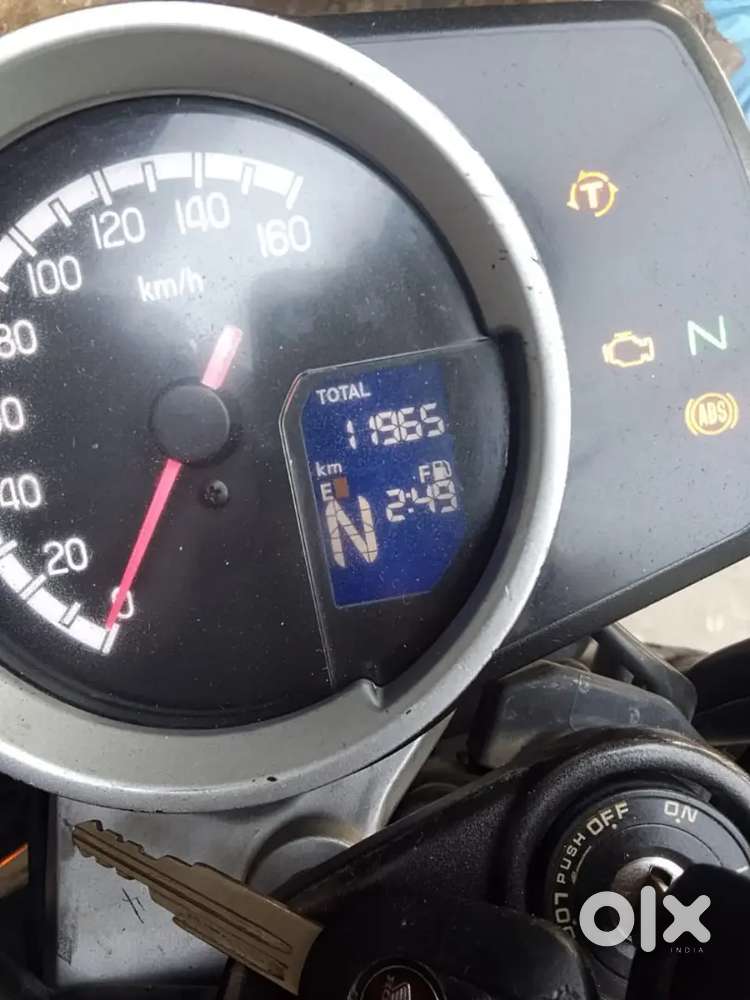 160
140
120
100
80
60
40
20
0
km/h
TOTAL
11965
km
E
F
2:49
N
T
N
ABS
ON
OFF
PUSH
LOCK
olx
INDIA